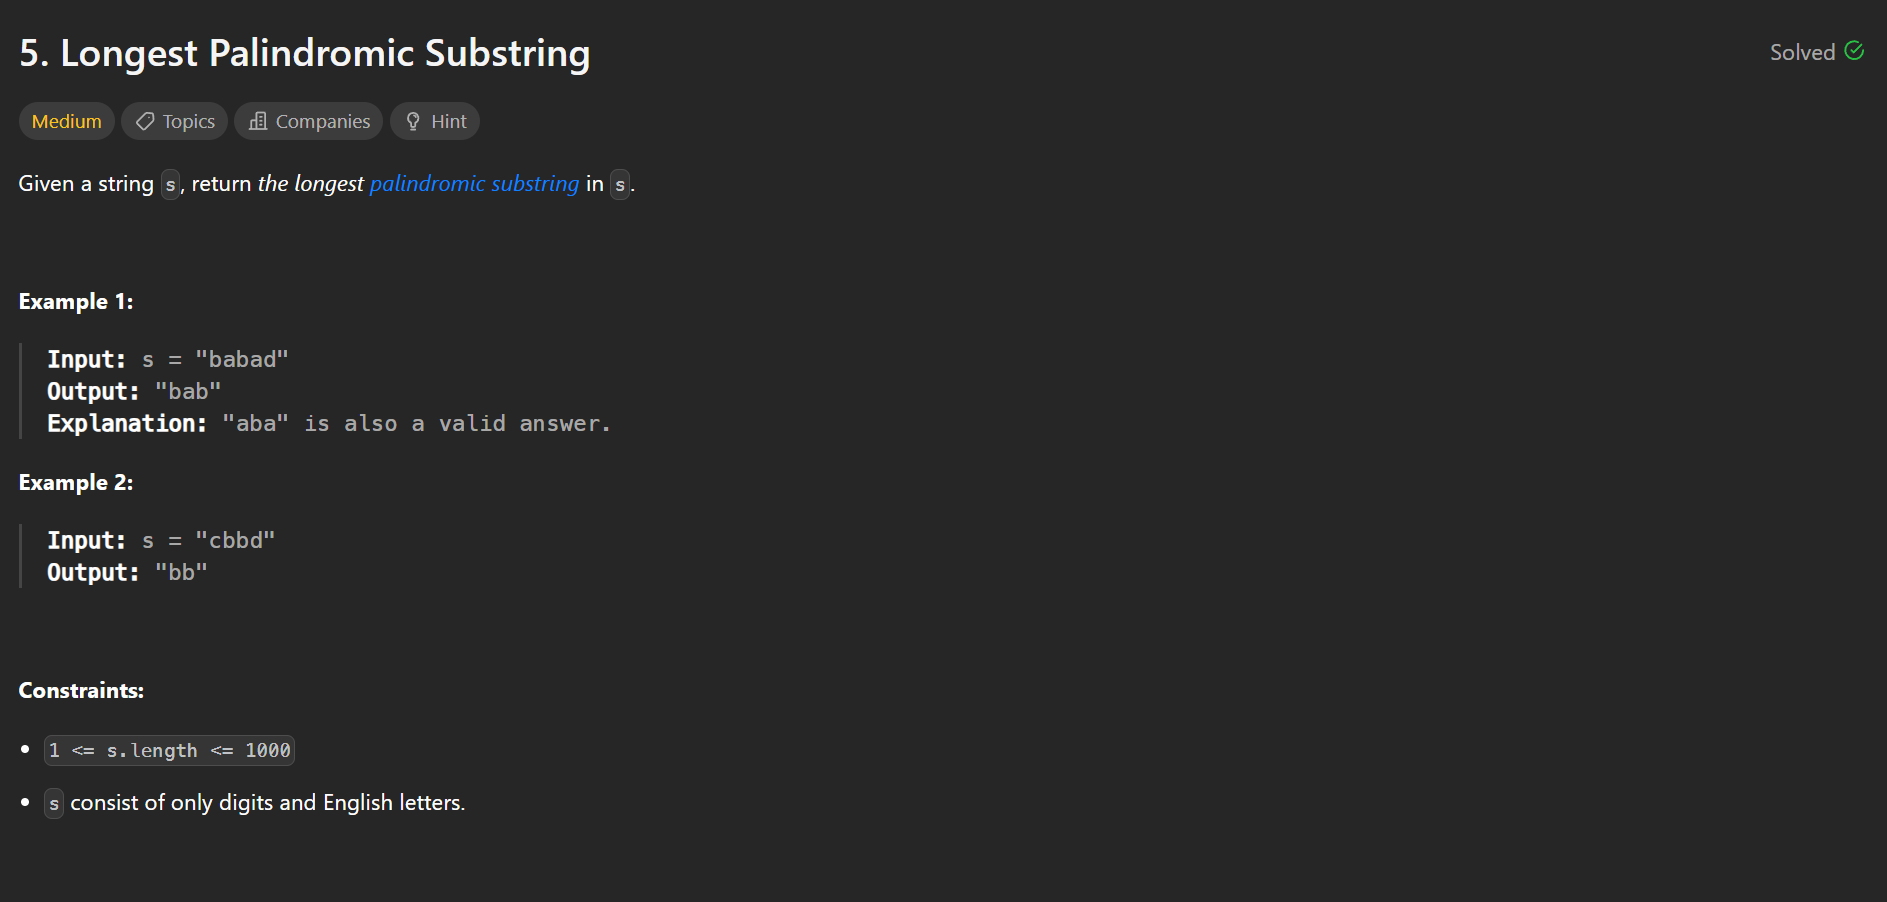 5. Longest Palindromic Substring
Solved
Medium Topics Companies Hint
Given a string s, return the longest palindromic substring in s.
Example 1:
Input: s = "babad"
Output: "bab"
Explanation: "aba" is also a valid answer.
Example 2:
Input: s = "cbbd"
Output: "bb"
Constraints:
• 1 <= s.length <= 1000
• s consist of only digits and English letters.